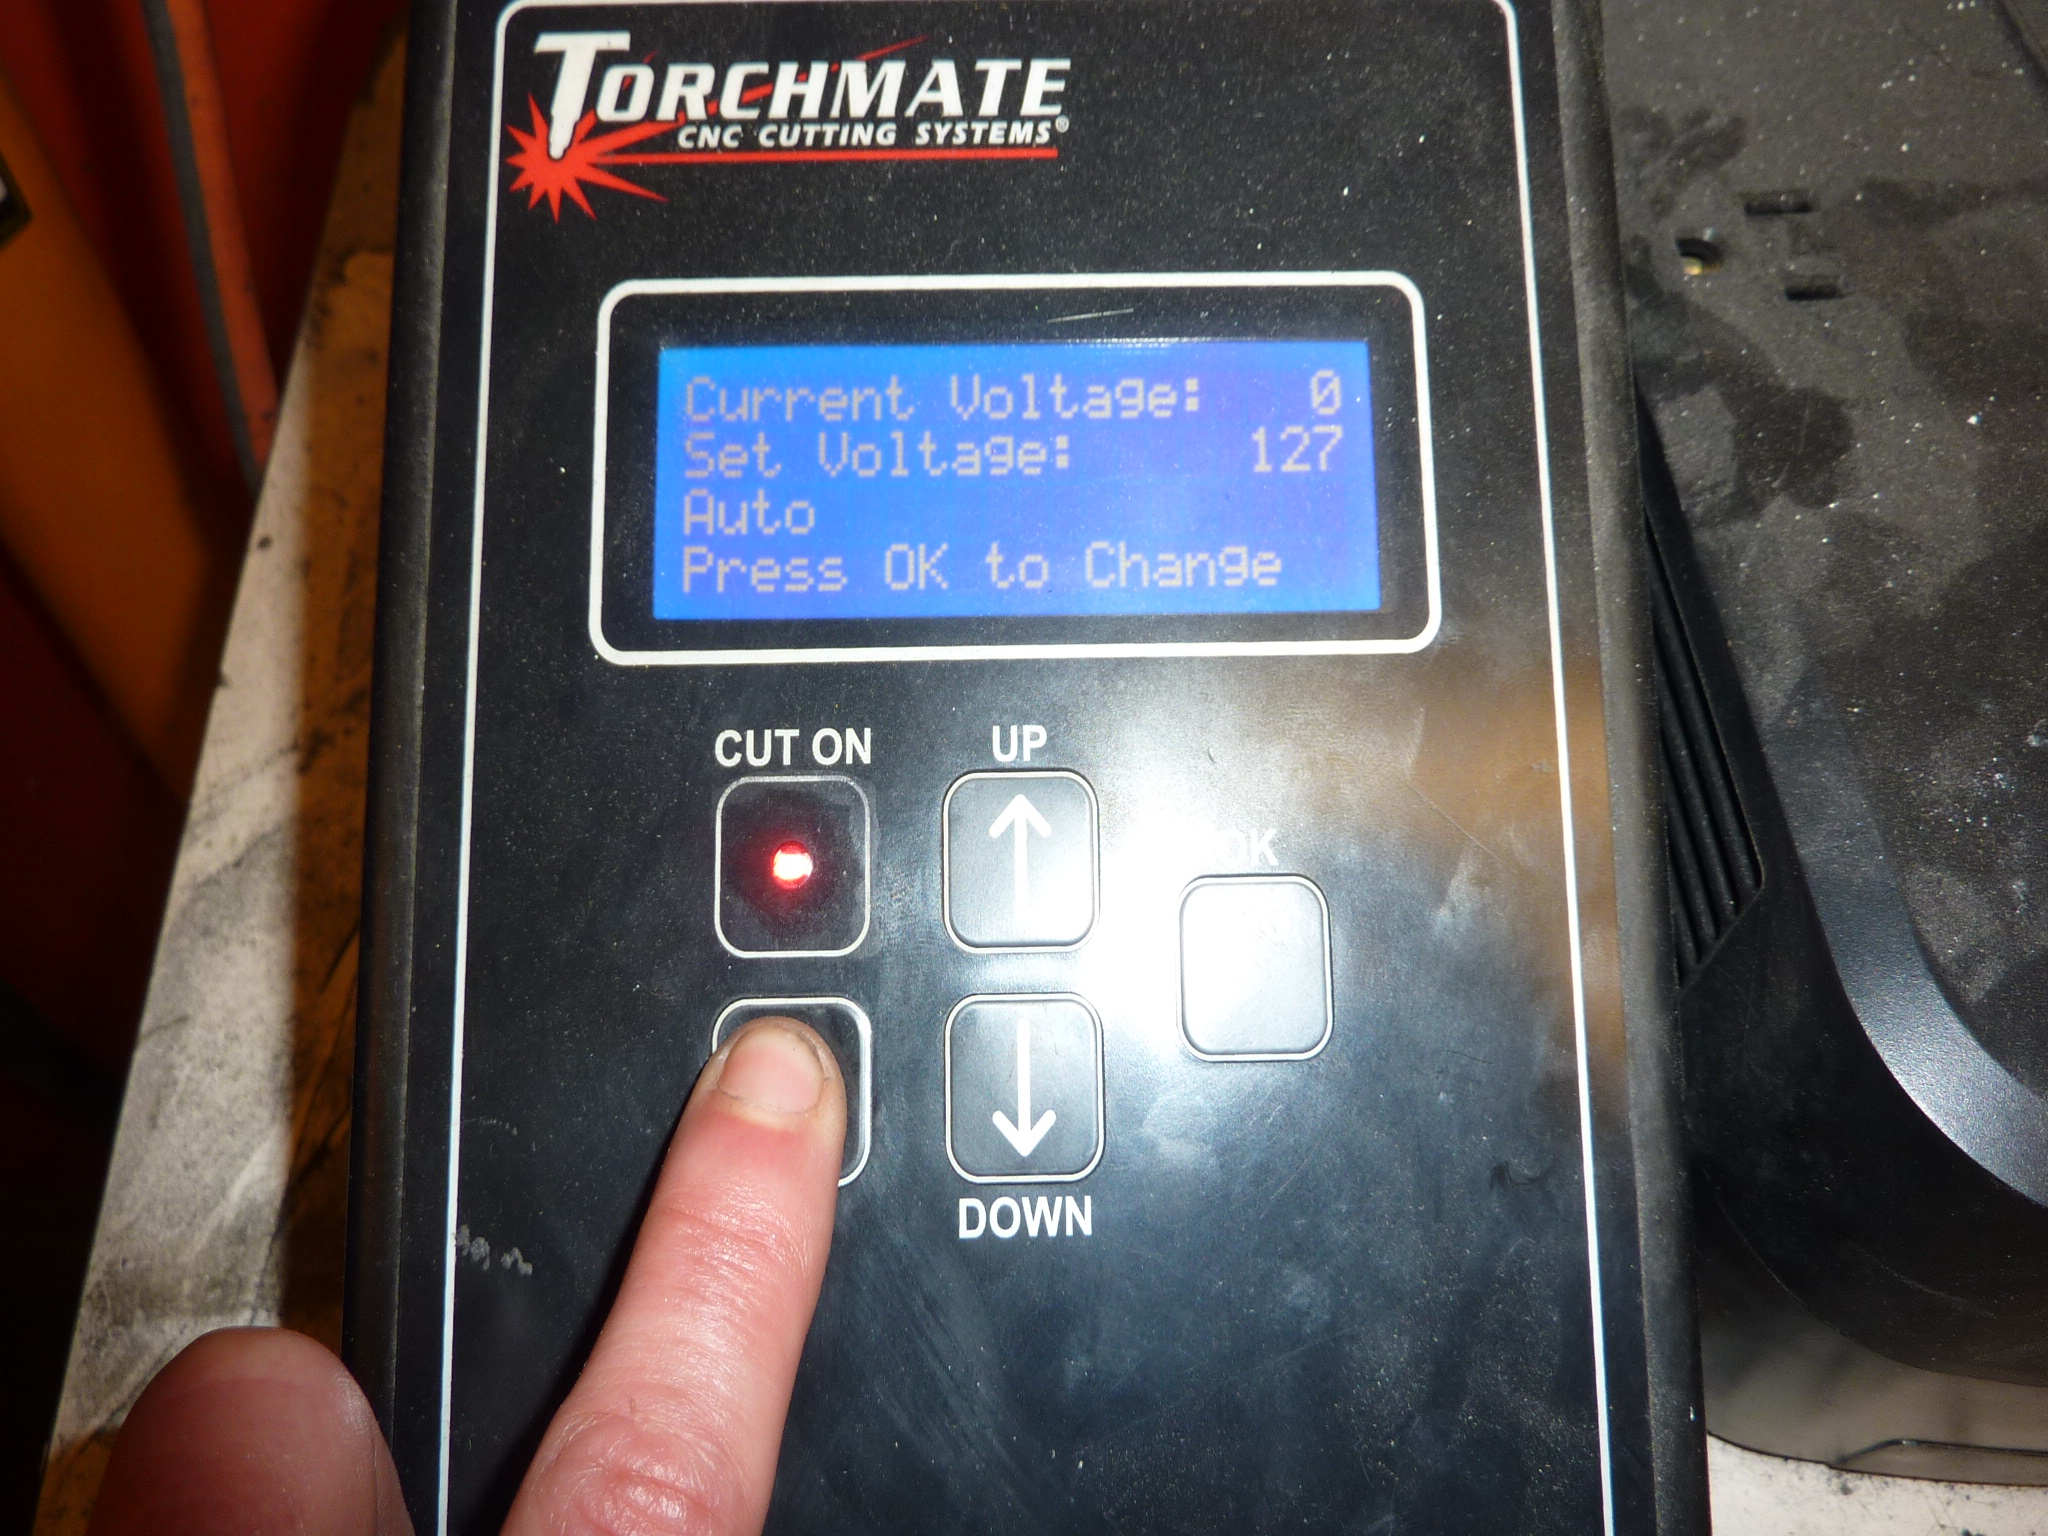 TORCHMATE
CNC CUTTING SYSTEMS®
Current Voltage: 0
Set Voltage: 127
Auto
Press OK to Change
CUT ON
UP
OK
DOWN